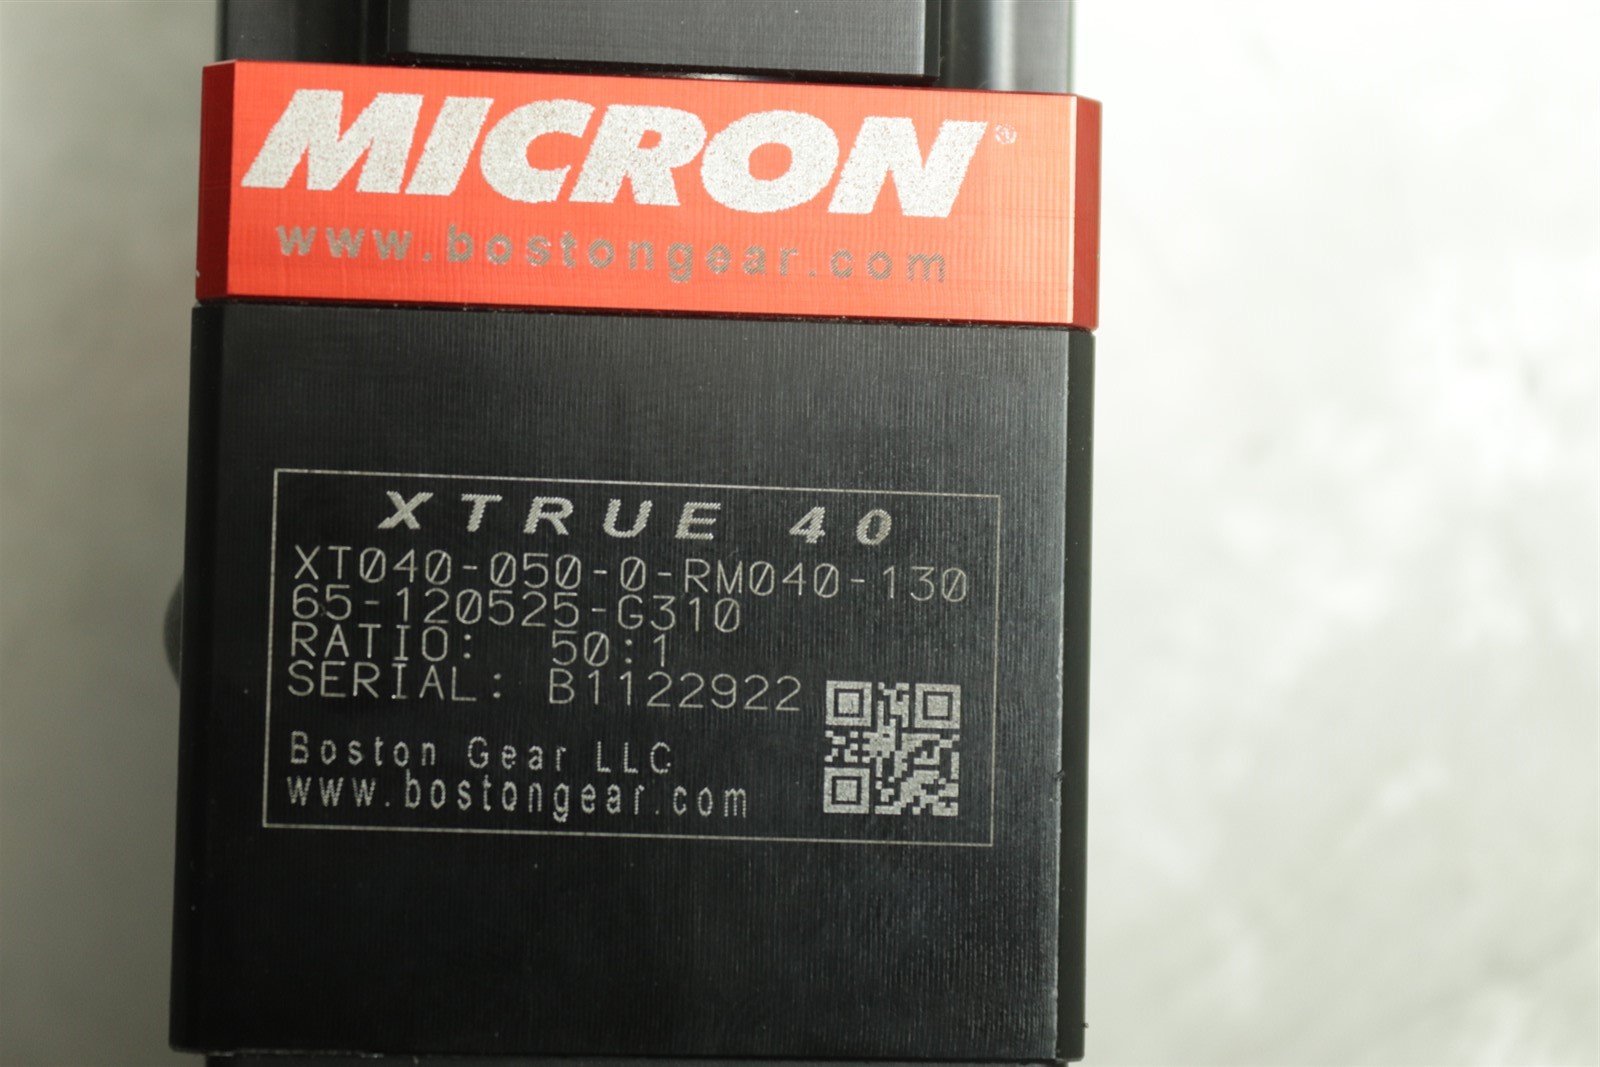 MICRON®
www.bostongear.com
XTRUE 40
XT040-050-0-RM040-130
65-120525-G310
RATIO: 50:1
SERIAL: B1122922
Boston Gear LLC
www.bostongear.com